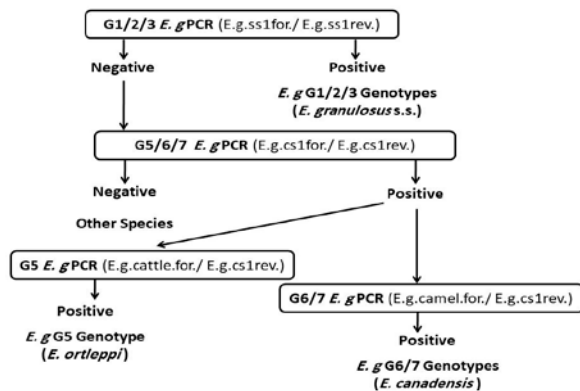 G1/2/3 E. g PCR (E.g.ss1for./ E.g.ss1rev.)
Negative Positive
E. g G1/2/3 Genotypes
(E. granulosus s.s.)
G5/6/7 E. g PCR (E.g.cs1for./ E.g.cs1rev.)
Negative Positive
Other Species
G5 E. g PCR (E.g.cattle.for./ E.g.cs1rev.)
G6/7 E. g PCR (E.g.camel.for./ E.g.cs1rev.)
Positive
E. g G5 Genotype
(E. ortleppi)
Positive
E. g G6/7 Genotypes
(E. canadensis)